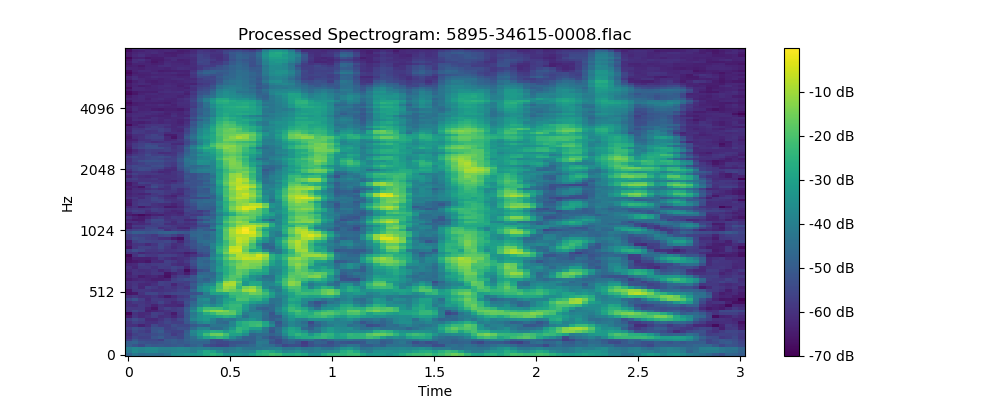 Processed Spectrogram: 5895-34615-0008.flac
4096
2048
1024
512
0
Hz
0
0.5
1
1.5
2
2.5
3
Time
-10 dB
-20 dB
-30 dB
-40 dB
-50 dB
-60 dB
-70 dB